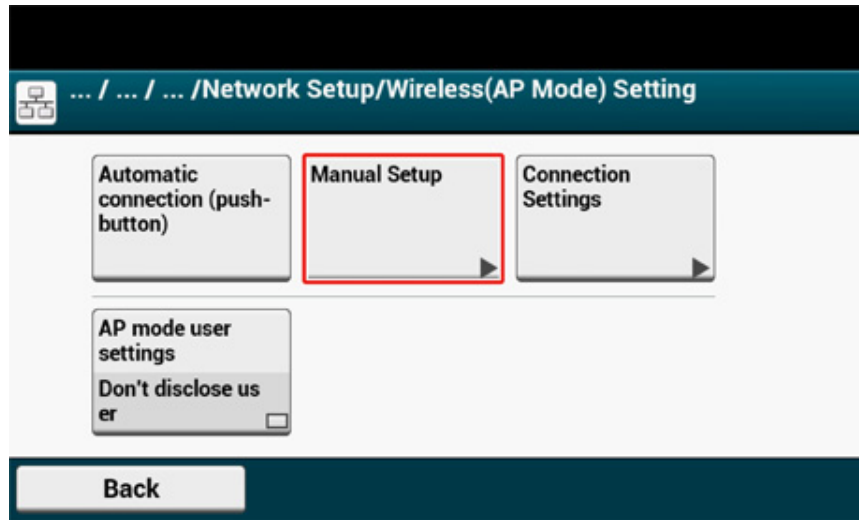 ... / ... / ... /Network Setup/Wireless(AP Mode) Setting
Automatic
connection (push-
button)
Manual Setup
Connection
Settings
AP mode user
settings
Don't disclose us
er
Back